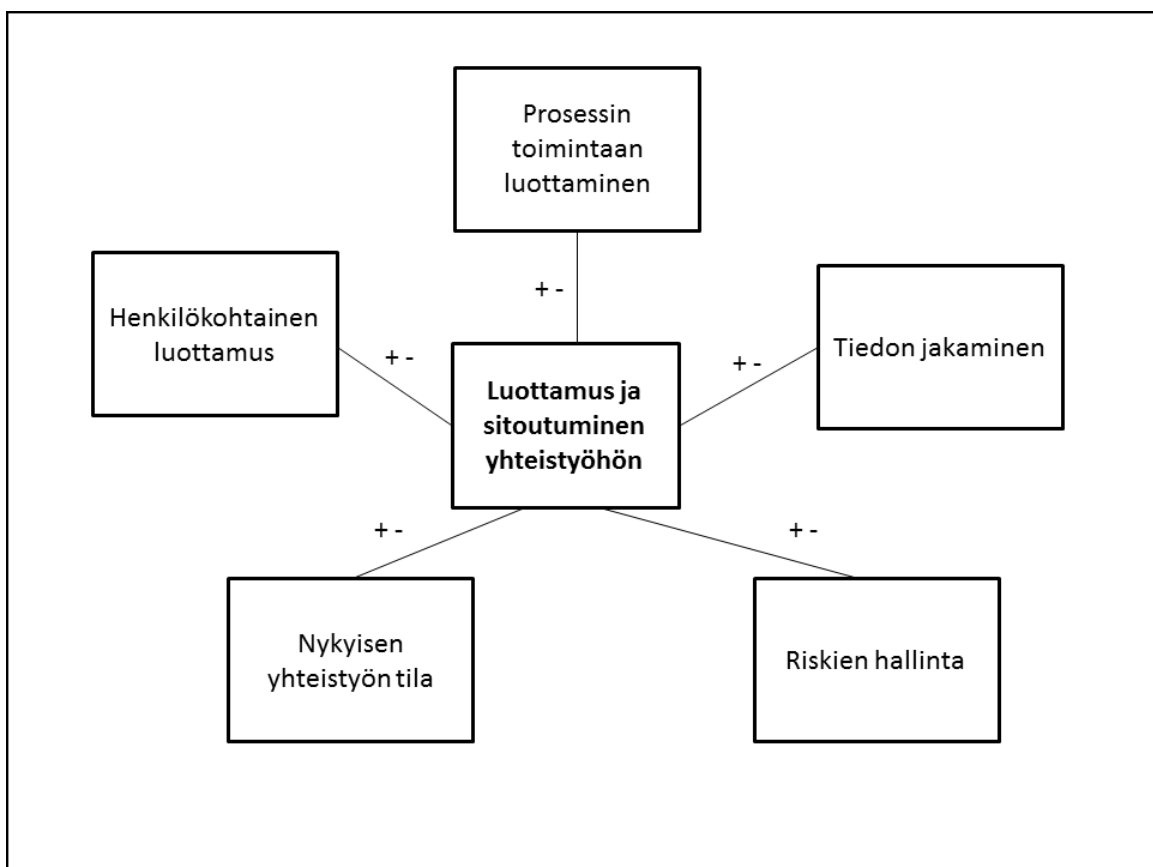 Prosessin
toimintaan
luottaminen
+ -
Henkilökohtainen
luottamus
+ -
Luottamus ja
sitoutuminen
yhteistyöhön
+ -
Tiedon jakaminen
+ -
Nykyisen
yhteistyön tila
+ -
Riskien hallinta